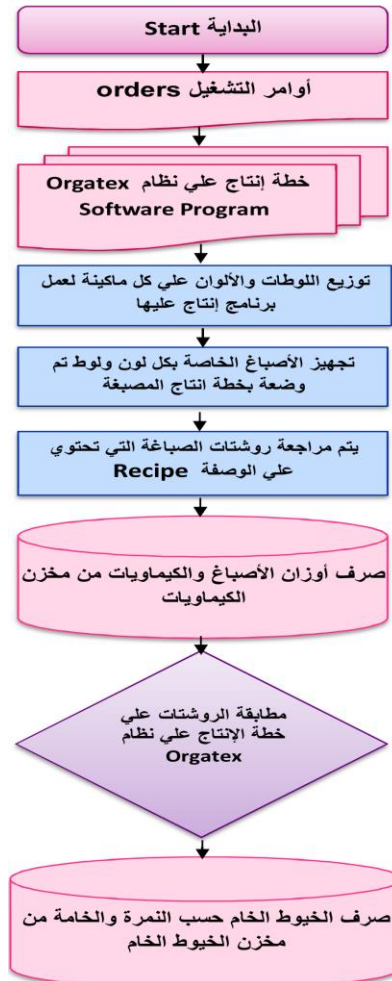 البداية Start
أوامر التشغيل orders
خطة إنتاج علي نظام Orgatex
Software Program
توزيع اللوطات والألوان علي كل ماكينة لعمل
برنامج إنتاج عليها
تجهيز الأصباغ الخاصة بكل لون ولوط تم
وضعة بخطة انتاج المصبغة
يتم مراجعة روشتات الصباغة التي تحتوي
علي الوصفة Recipe
صرف أوزان الأصباغ والكيماويات من مخزن
الكيماويات
مطابقة الروشتات علي
خطة الإنتاج علي نظام
Orgatex
صرف الخيوط الخام حسب النمرة والخامة من
مخزن الخيوط الخام